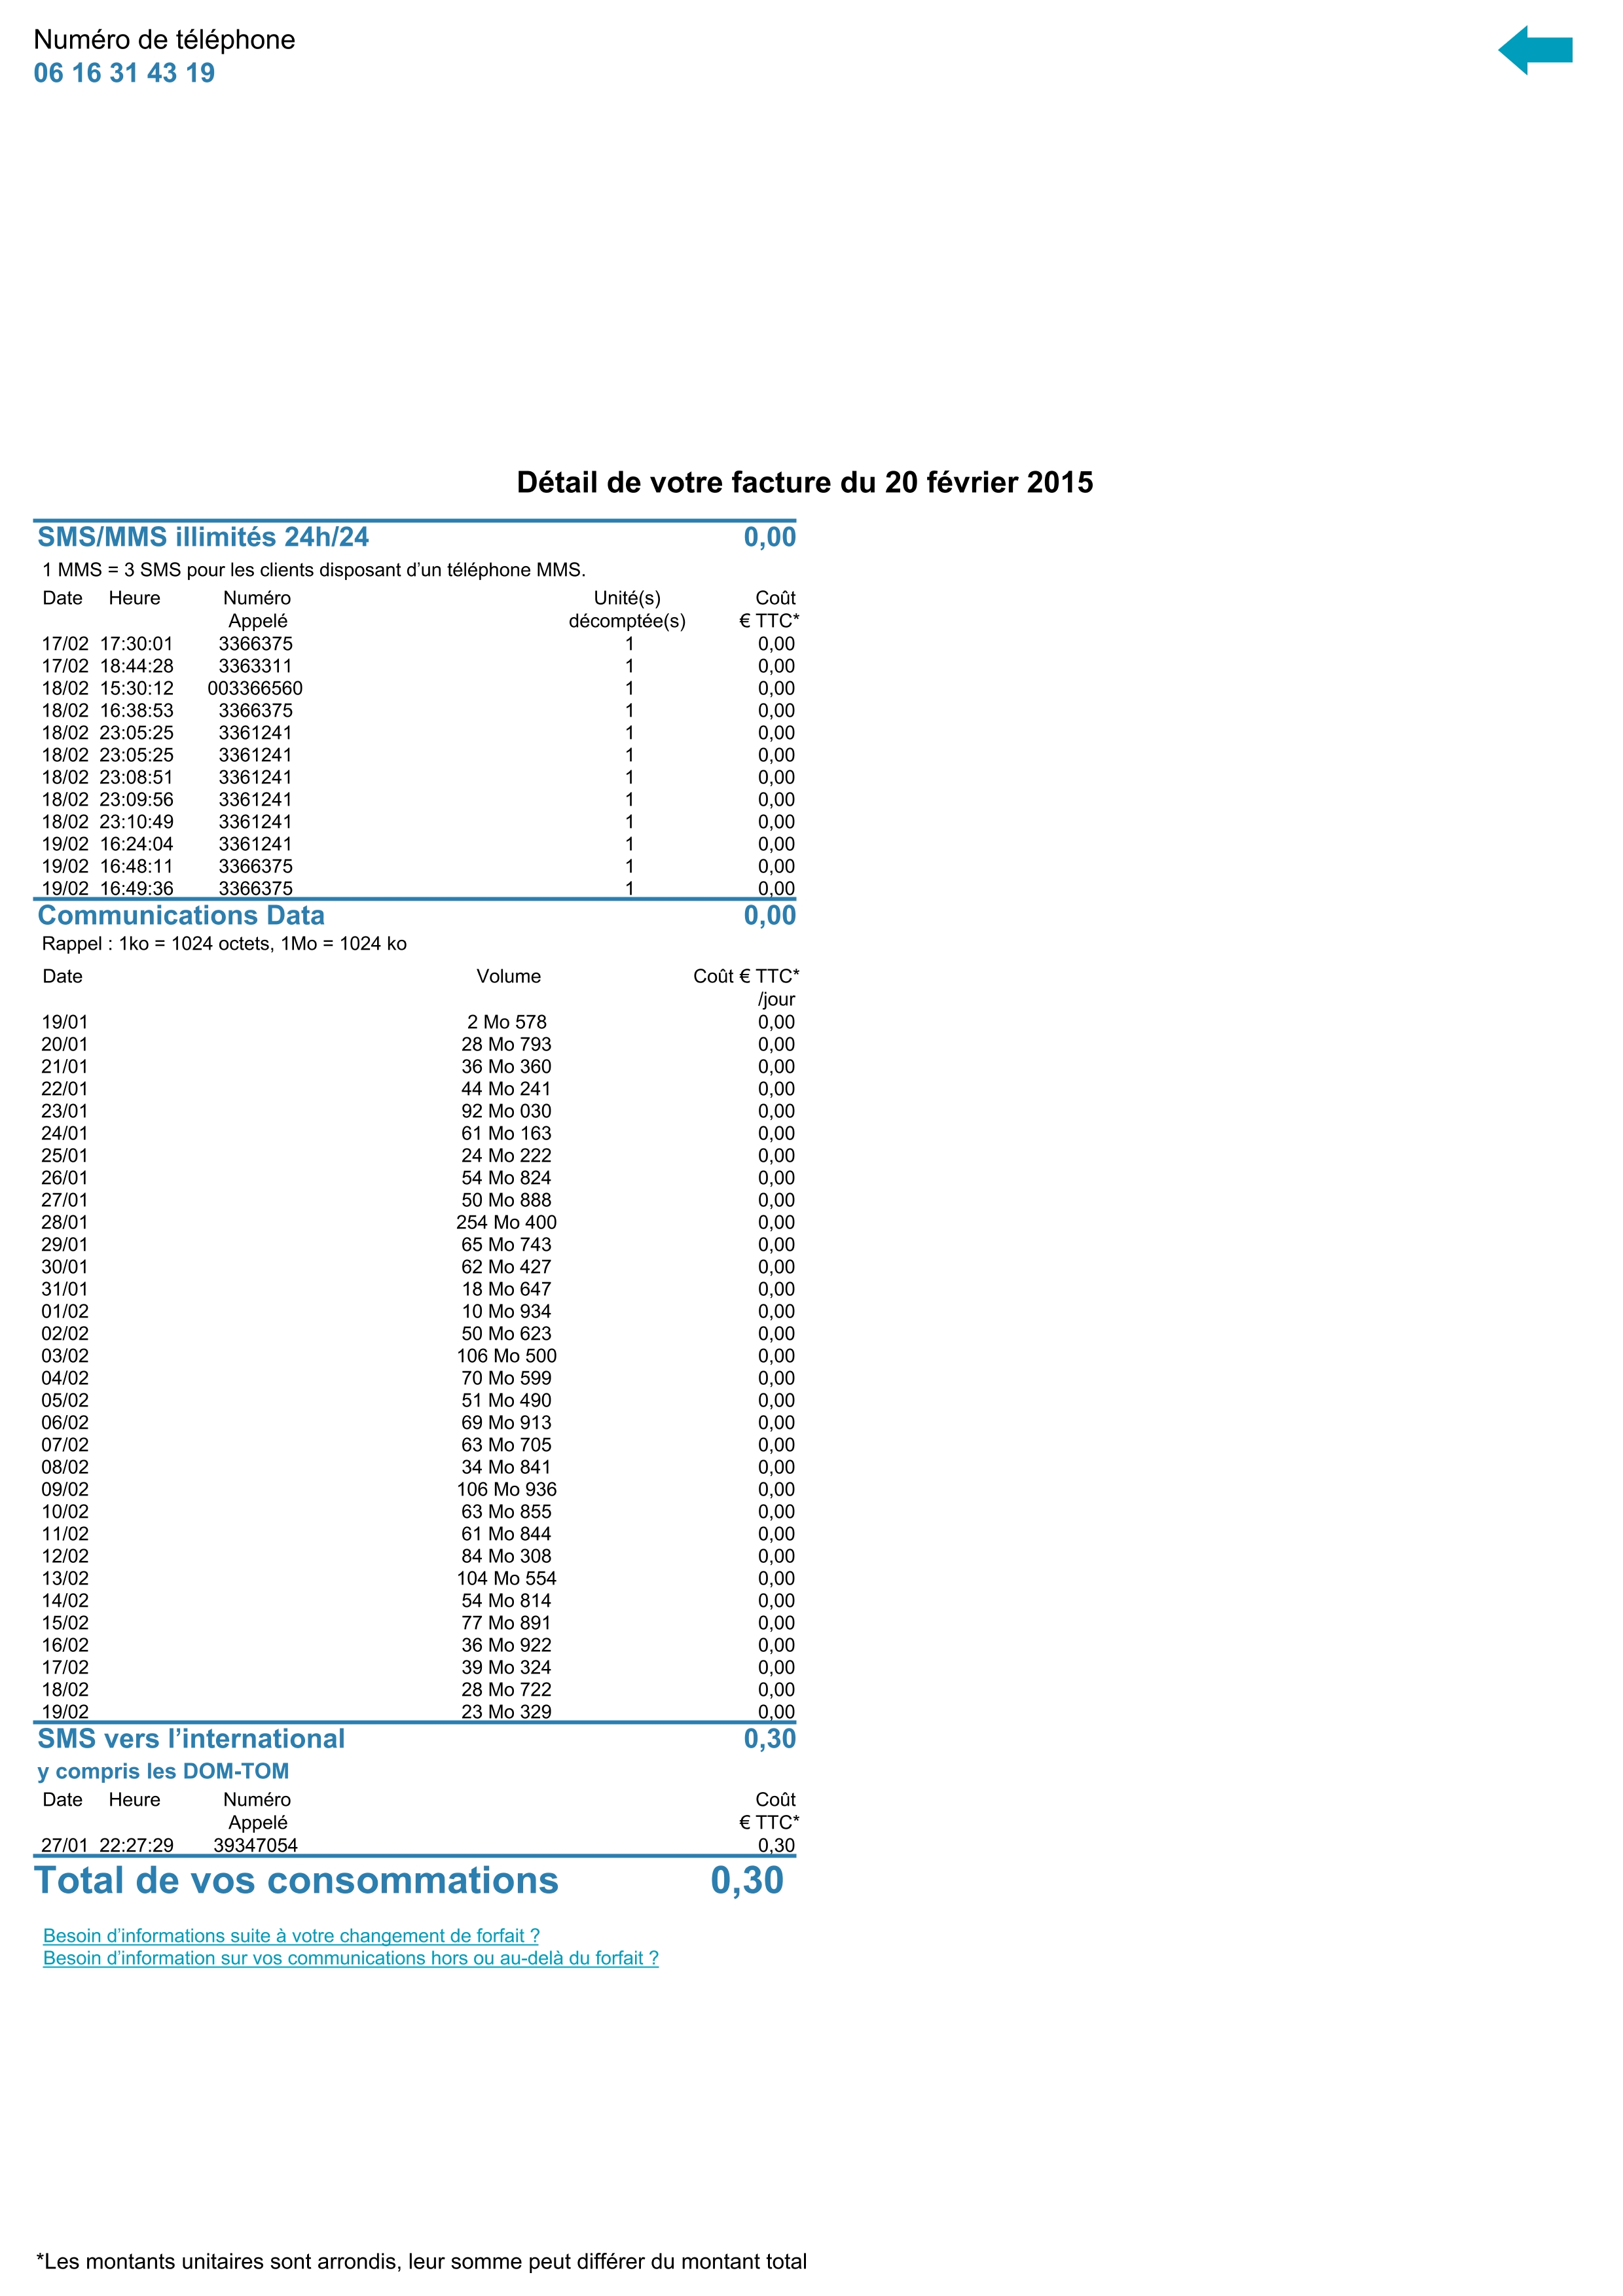 Numéro de téléphone
06 16 31 43 19
Détail de votre facture du 20 février 2015
SMS/MMS illimités 24h/24 0,00
1 MMS = 3 SMS pour les clients disposant d’un téléphone MMS.
Date Heure Numéro Unité(s) Coût
Appelé décomptée(s) € TTC*
17/02 17:30:01 3366375 1 0,00
17/02 18:44:28 3363311 1 0,00
18/02 15:30:12 003366560 1 0,00
18/02 16:38:53 3366375 1 0,00
18/02 23:05:25 3361241 1 0,00
18/02 23:05:25 3361241 1 0,00
18/02 23:08:51 3361241 1 0,00
18/02 23:09:56 3361241 1 0,00
18/02 23:10:49 3361241 1 0,00
19/02 16:24:04 3361241 1 0,00
19/02 16:48:11 3366375 1 0,00
19/02 16:49:36 3366375 1 0,00
Communications Data 0,00
Rappel : 1ko = 1024 octets, 1Mo = 1024 ko
Date Volume Coût € TTC*
/jour
19/01 2 Mo 578 0,00
20/01 28 Mo 793 0,00
21/01 36 Mo 360 0,00
22/01 44 Mo 241 0,00
23/01 92 Mo 030 0,00
24/01 61 Mo 163 0,00
25/01 24 Mo 222 0,00
26/01 54 Mo 824 0,00
27/01 50 Mo 888 0,00
28/01 254 Mo 400 0,00
29/01 65 Mo 743 0,00
30/01 62 Mo 427 0,00
31/01 18 Mo 647 0,00
01/02 10 Mo 934 0,00
02/02 50 Mo 623 0,00
03/02 106 Mo 500 0,00
04/02 70 Mo 599 0,00
05/02 51 Mo 490 0,00
06/02 69 Mo 913 0,00
07/02 63 Mo 705 0,00
08/02 34 Mo 841 0,00
09/02 106 Mo 936 0,00
10/02 63 Mo 855 0,00
11/02 61 Mo 844 0,00
12/02 84 Mo 308 0,00
13/02 104 Mo 554 0,00
14/02 54 Mo 814 0,00
15/02 77 Mo 891 0,00
16/02 36 Mo 922 0,00
17/02 39 Mo 324 0,00
18/02 28 Mo 722 0,00
19/02 23 Mo 329 0,00
SMS vers l’international 0,30
y compris les DOM-TOM
Date Heure Numéro Coût
Appelé € TTC*
27/01 22:27:29 39347054 0,30
Total de vos consommations 0,30
Besoin d’informations suite à votre changement de forfait ?
Besoin d’information sur vos communications hors ou au-delà du forfait ?
*Les montants unitaires sont arrondis, leur somme peut différer du montant total